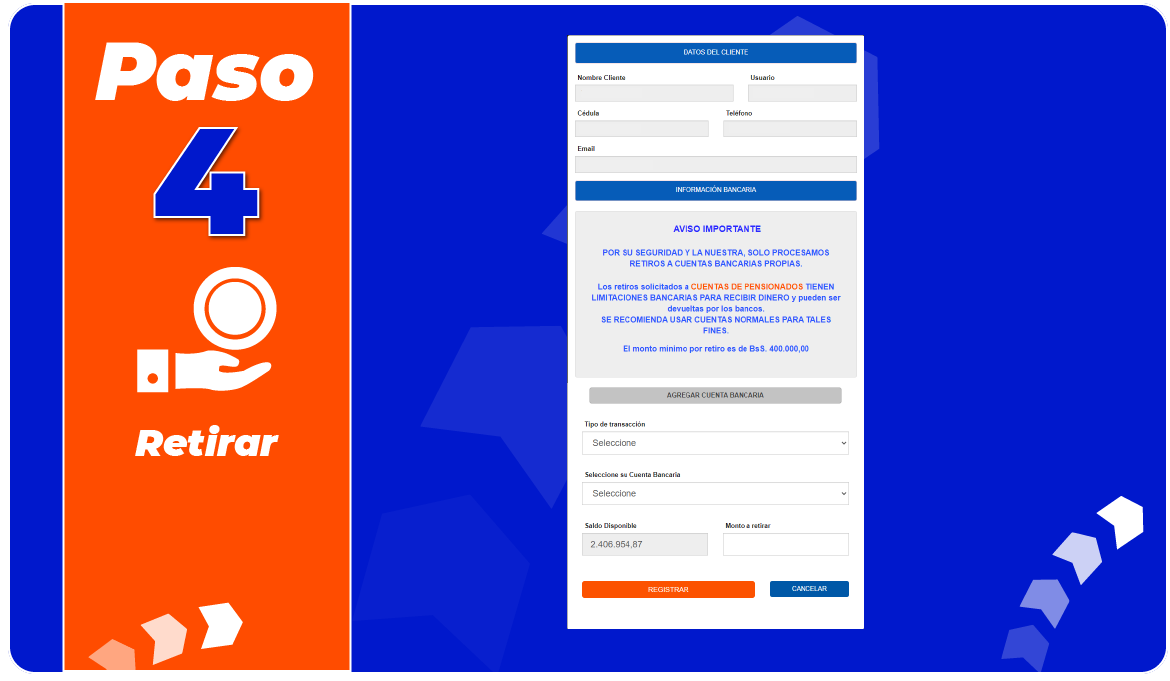 Paso
4
Retirar
DATOS DEL CLIENTE
Nombre Cliente
Usuario
Cédula
Teléfono
Email
INFORMACIÓN BANCARIA
AVISO IMPORTANTE
POR SU SEGURIDAD Y LA NUESTRA, SOLO PROCESAMOS
RETIROS A CUENTAS BANCARIAS PROPIAS.
Los retiros solicitados a CUENTAS DE PENSIONADOS TIENEN
LIMITACIONES BANCARIAS PARA RECIBIR DINERO y pueden ser
devueltas por los bancos.
SE RECOMIENDA USAR CUENTAS NORMALES PARA TALES
FINES.
El monto minimo por retiro es de BsS. 400.000,00
AGREGAR CUENTA BANCARIA
Tipo de transacción
Seleccione
Seleccione su Cuenta Bancaria
Seleccione
Saldo Disponible
Monto a retirar
2.406.954,87
REGISTRAR
CANCELAR